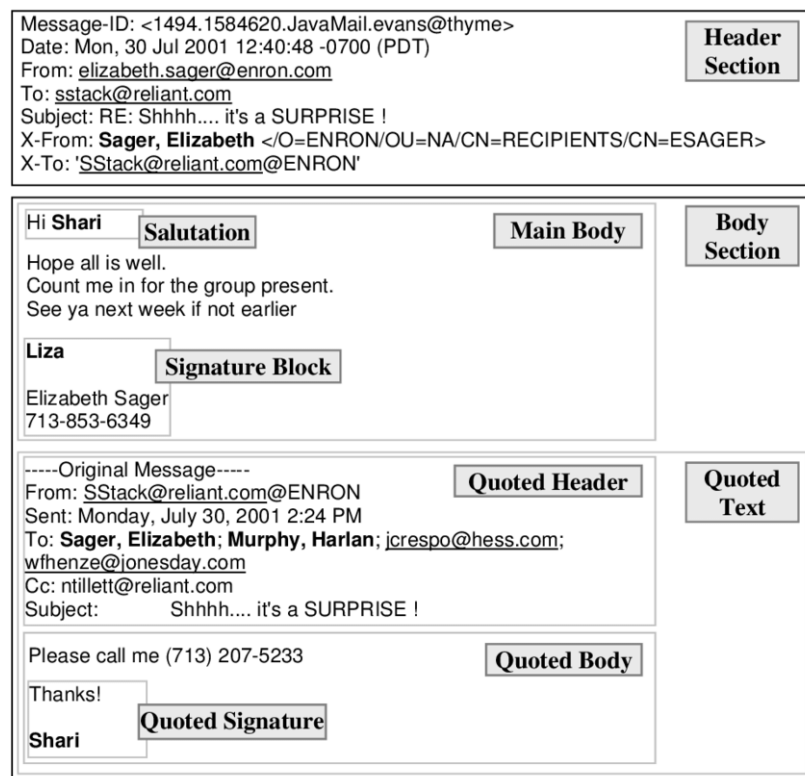 Message-ID: <1494.1584620.JavaMail.evans@thyme>
Date: Mon, 30 Jul 2001 12:40:48 -0700 (PDT)
From: elizabeth.sager@enron.com
To: sstack@reliant.com
Subject: RE: Shhhh.... it's a SURPRISE !
X-From: Sager, Elizabeth </O=ENRON/OU=NA/CN=RECIPIENTS/CN=ESAGER>
X-To: 'SStack@reliant.com@ENRON'
Header
Section
Hi Shari
Salutation
Main Body
Body
Section
Hope all is well.
Count me in for the group present.
See ya next week if not earlier
Liza
Signature Block
Elizabeth Sager
713-853-6349
-----Original Message-----
From: SStack@reliant.com@ENRON
Sent: Monday, July 30, 2001 2:24 PM
To: Sager, Elizabeth; Murphy, Harlan; jcrespo@hess.com;
wfhenze@jonesday.com
Cc: ntillett@reliant.com
Subject: Shhhh.... it's a SURPRISE !
Quoted Header
Quoted
Text
Please call me (713) 207-5233
Quoted Body
Thanks!
Quoted Signature
Shari